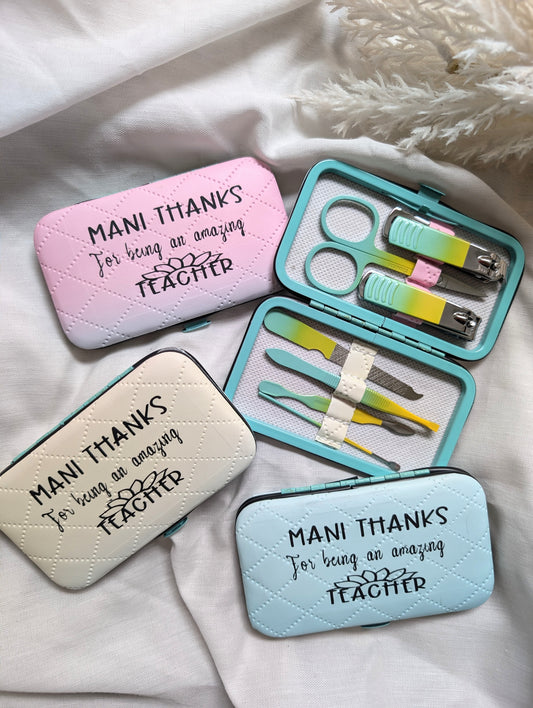 MANI THANKS
For being an amazing
TEACHER
MANI THANKS
For being an amazing
TEACHER
MANI THANKS
For being an amazing
TEACHER